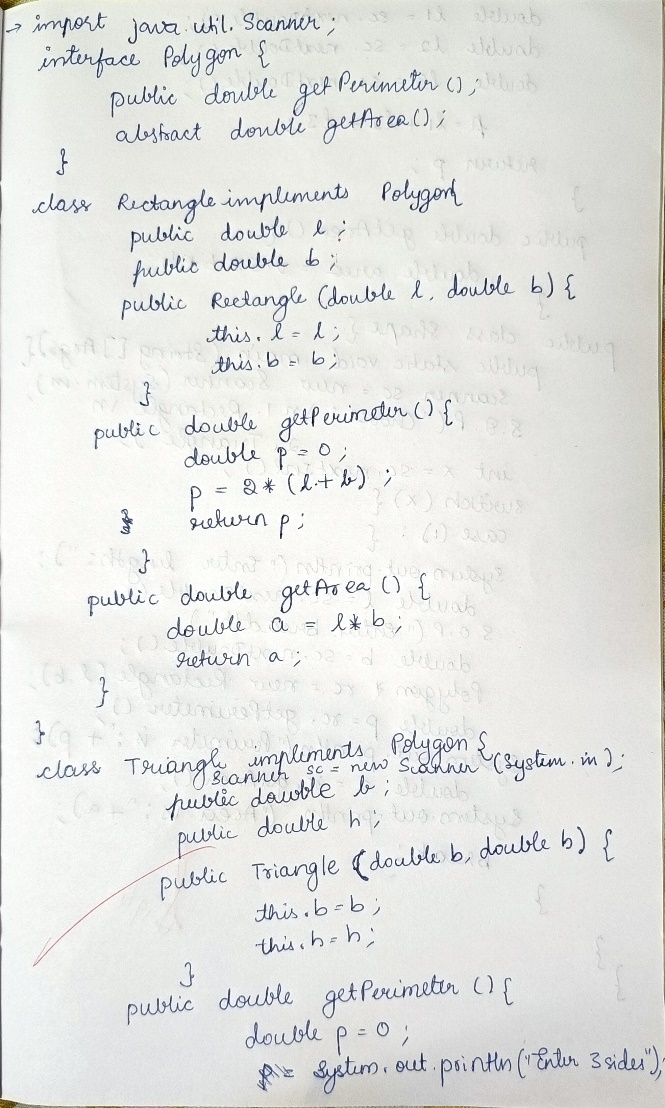 → import java.util.Scanner;
interface Polygon {
public double getPerimeter ();
abstract double getArea();
}
class Rectangle implements Polygon{
public double l;
public double b;
public Rectangle (double l, double b) {
this.l = l;
this.b = b;
}
public double getPerimeter () {
double p = 0;
p = 2* (l+b) ;
return p;
}
public double getArea () {
double a = l* b;
return a;
}
}
class Triangle implements Polygon {
Scanner sc = new Scanner (System.in);
public double b;
public double h;
public Triangle (double b, double h) {
this.b = b;
this.h = h;
}
public double getPerimeter () {
double p = 0 ;
System.out.println("Enter 3 sides");